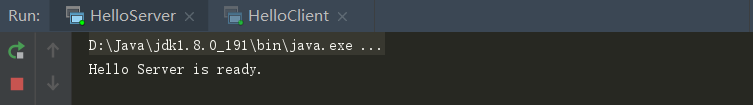 Run: HelloServer HelloClient
D:\Java\jdk1.8.0_191\bin\java.exe ...
Hello Server is ready.